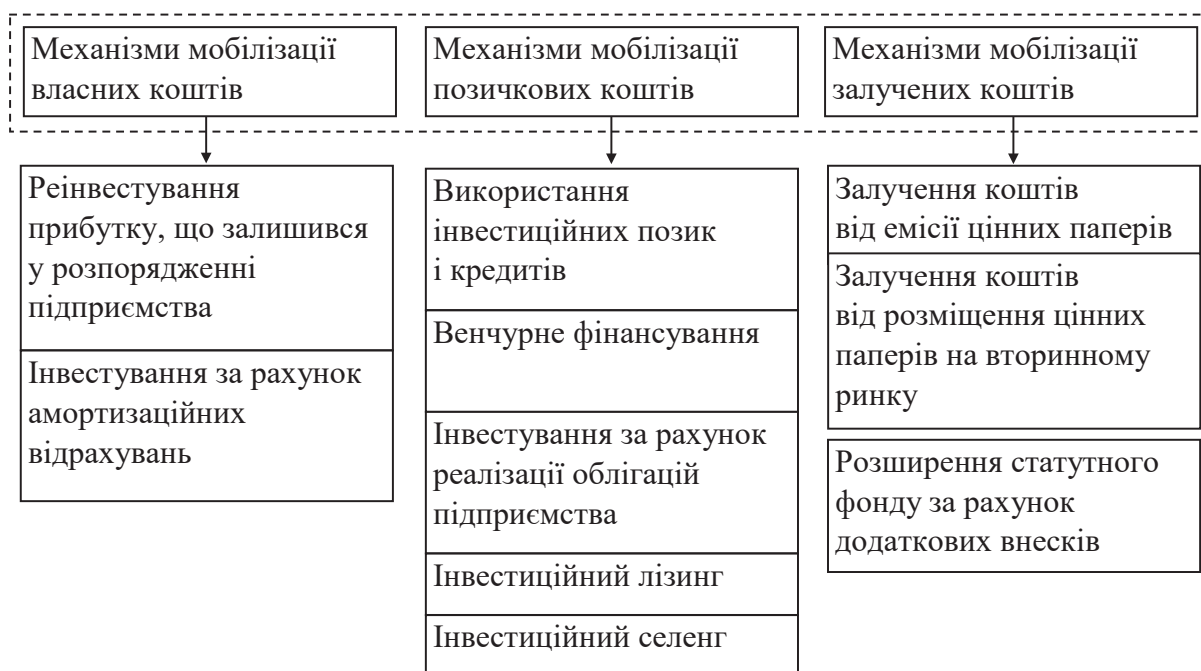 Механізми мобілізації
власних коштів
Механізми мобілізації
позичкових коштів
Механізми мобілізації
залучених коштів
Реінвестування
прибутку, що залишився
у розпорядженні
підприємства
Інвестування за рахунок
амортизаційних
відрахувань
Використання
інвестиційних позик
і кредитів
Венчурне фінансування
Інвестування за рахунок
реалізації облігацій
підприємства
Інвестиційний лізинг
Інвестиційний селенг
Залучення коштів
від емісії цінних паперів
Залучення коштів
від розміщення цінних
паперів на вторинному
ринку
Розширення статутного
фонду за рахунок
додаткових внесків